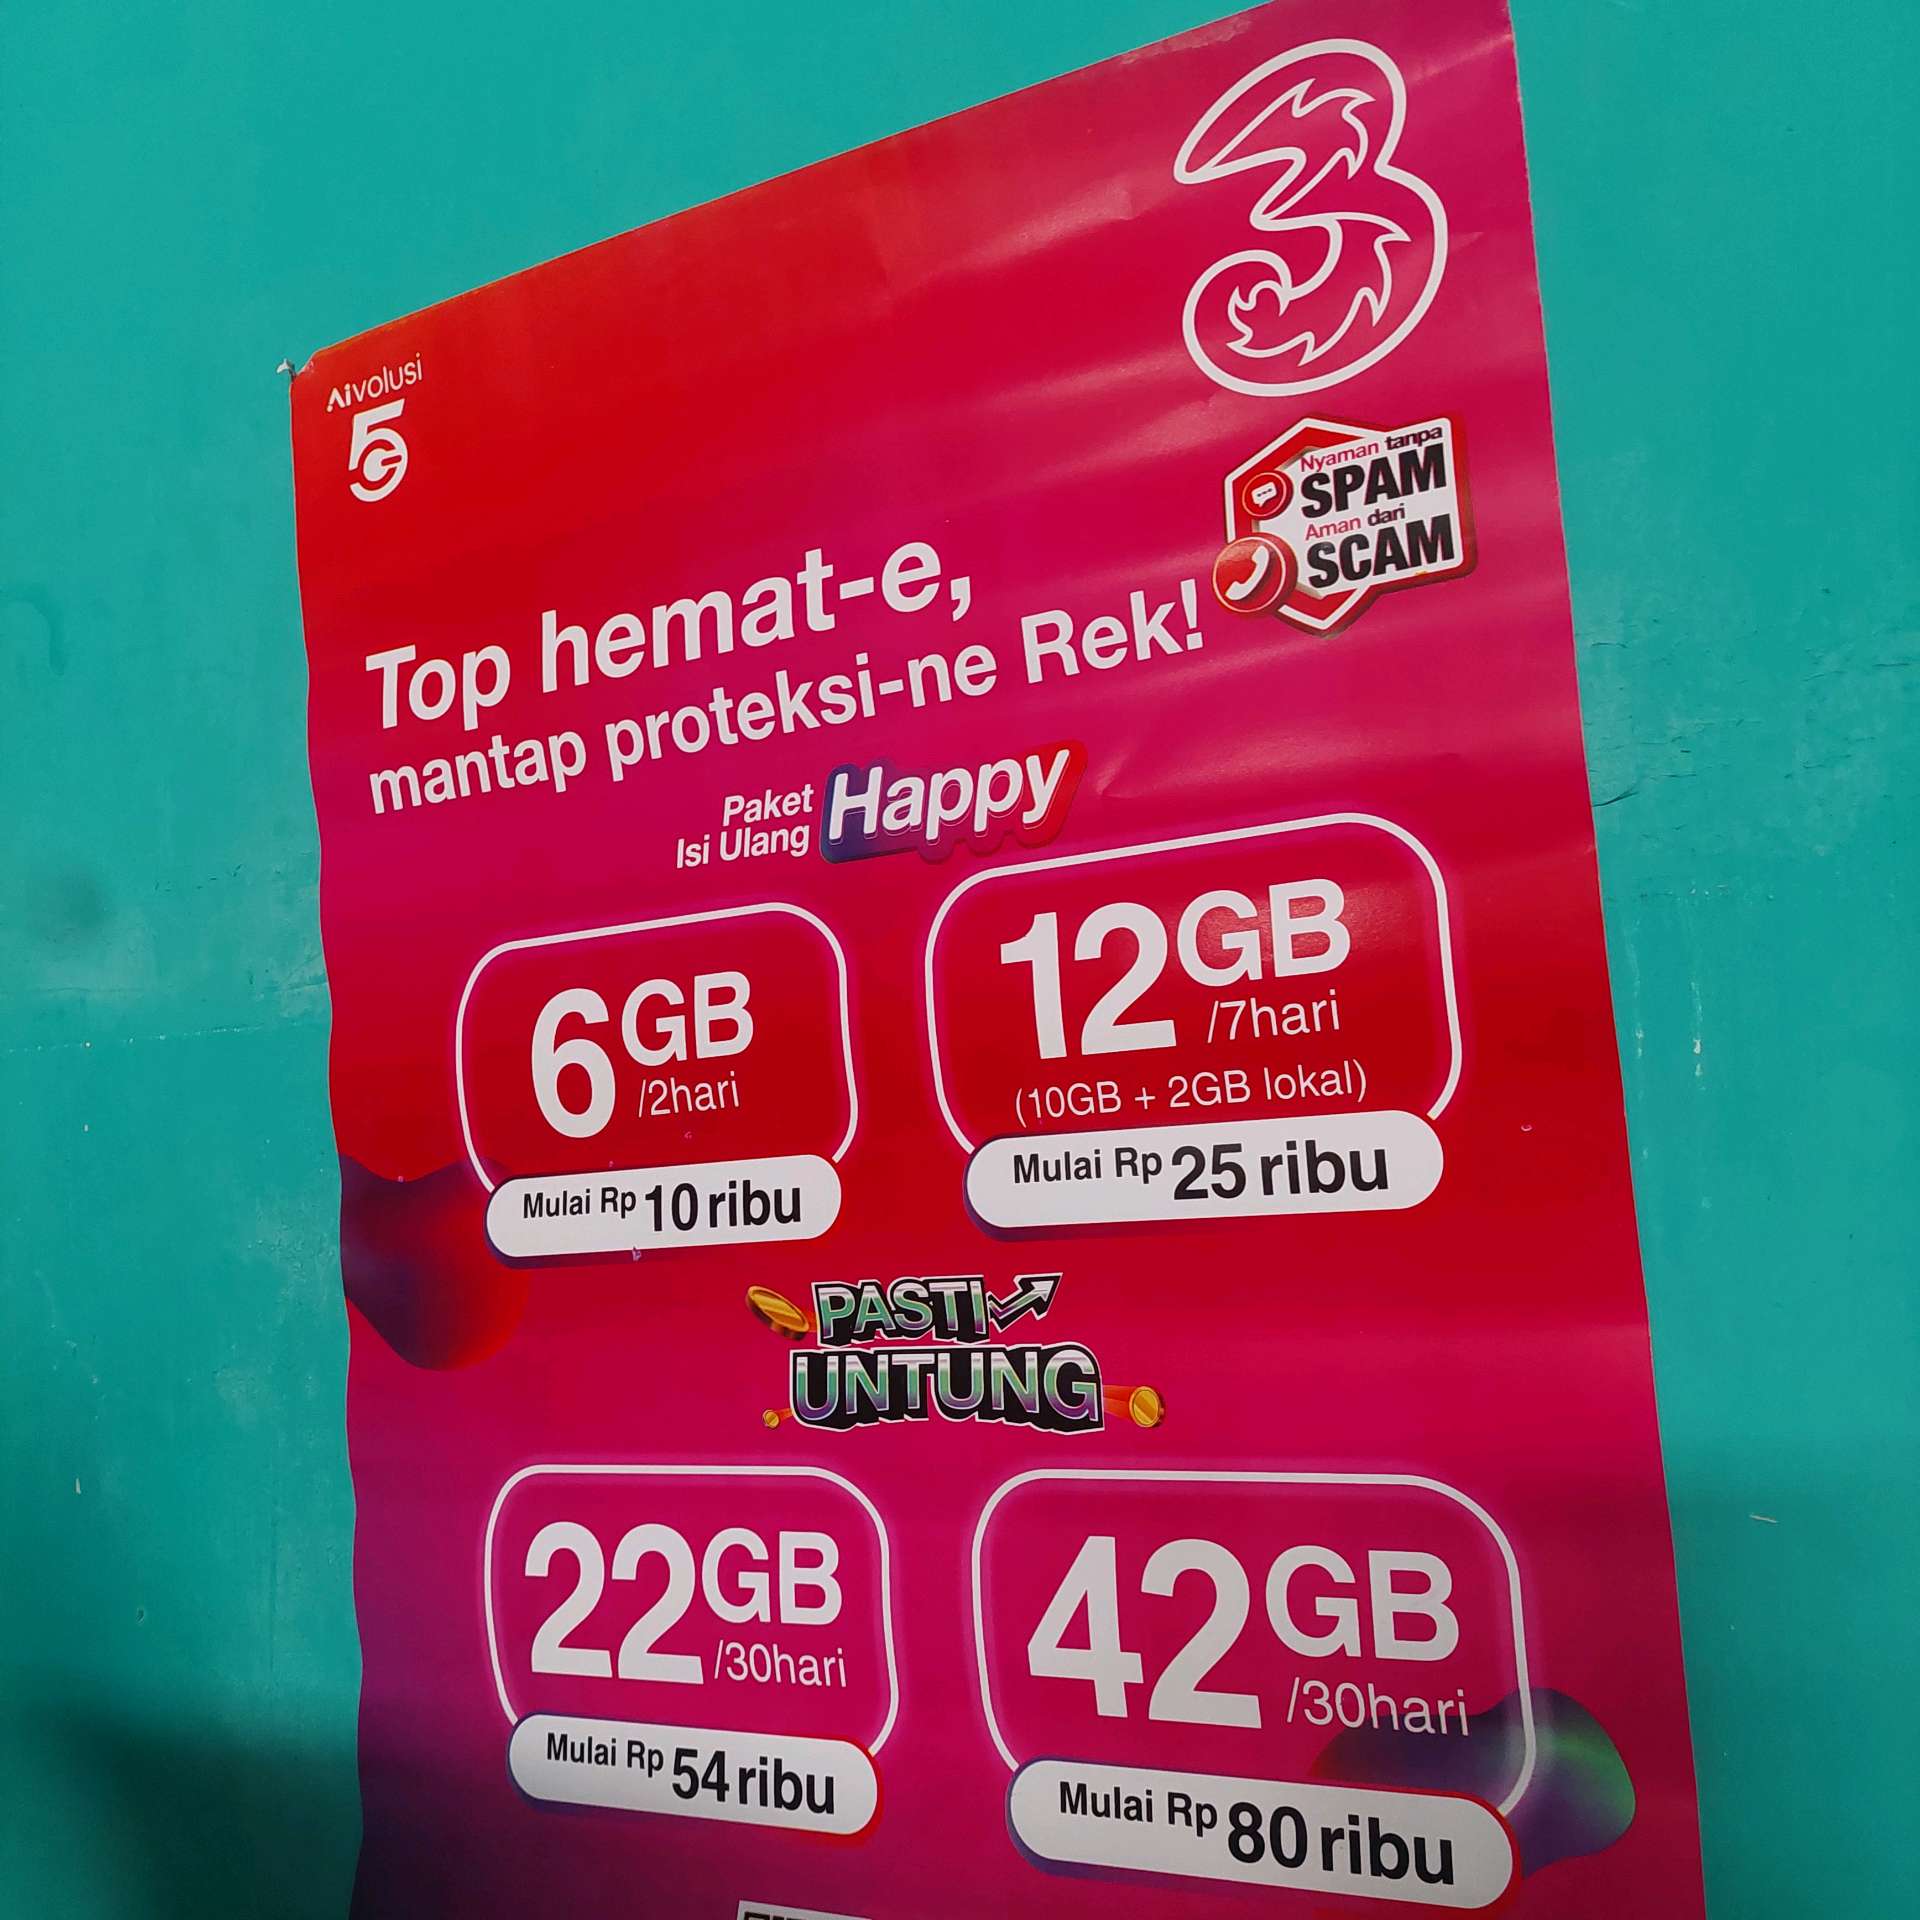 3
Aivolusi
5G
Nyaman tanpa
SPAM
Aman dari
SCAM
Top hemat-e,
mantap proteksi-ne Rek!
Paket
Isi Ulang
Happy
6GB
/2hari
Mulai Rp 10 ribu
12GB
/7hari
(10GB + 2GB lokal)
Mulai Rp 25 ribu
PASTI
UNTUNG
22GB
/30hari
Mulai Rp 54 ribu
42GB
/30hari
Mulai Rp 80 ribu